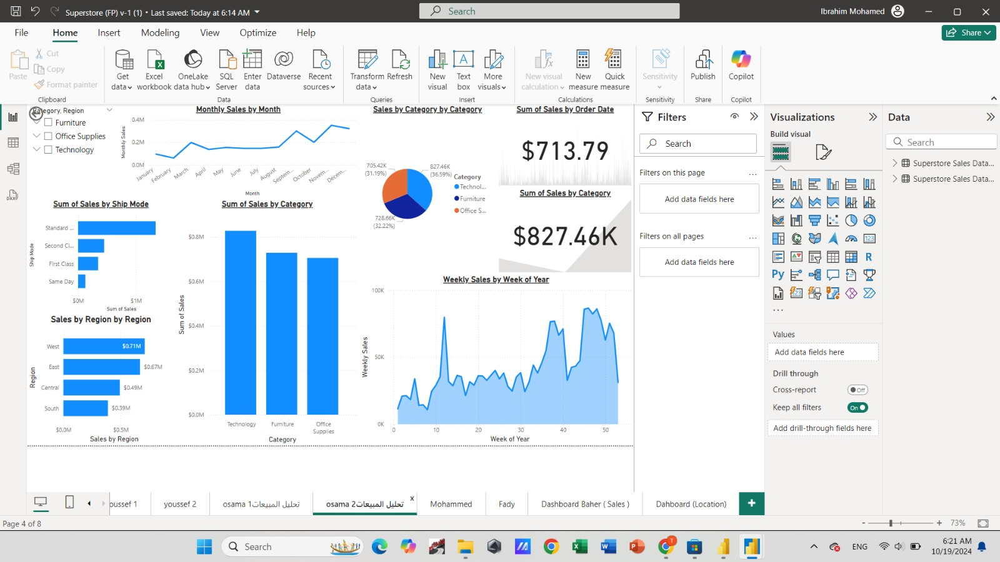 Superstore (FP) v-1 (1) • Last saved: Today at 6:14 AM
Search
Ibrahim Mohamed
File Home Insert Modeling View Optimize Help
Share
Paste
Cut
Copy
Format painter
Clipboard
Get data
Excel workbook
OneLake data hub
SQL Server
Enter data
Dataverse
Recent sources
Data
Transform data
Refresh
Queries
New visual
Text box
More visuals
Insert
New visual calculation
New measure
Quick measure
Calculations
Sensitivity
Sensitivity
Publish
Share
Copilot
Copilot
Category, Region
Furniture
Office Supplies
Technology
Monthly Sales by Month
Monthly Sales
0.4M
0.2M
0.0M
January
February
March
April
May
June
July
August
Septem...
October
Novem...
Decem...
Month
Sales by Category by Category
705.42K
(31.19%)
827.46K
(36.59%)
728.66K
(32.22%)
Category
Technol...
Furniture
Office S...
Sum of Sales by Order Date
$713.79
Sum of Sales by Category
$827.46K
Sum of Sales by Ship Mode
Ship Mode
Standard ...
Second Cl...
First Class
Same Day
$0M $1M
Sum of Sales
Sum of Sales by Category
Sum of Sales
$0.8M
$0.6M
$0.4M
$0.2M
$0.0M
Technology
Furniture
Office
Supplies
Category
Sales by Region by Region
Region
West $0.71M
East $0.67M
Central $0.49M
South $0.39M
$0.0M $0.5M
Sales by Region
Weekly Sales by Week of Year
Weekly Sales
100K
50K
0K
0 10 20 30 40 50
Week of Year
Filters
Search
Filters on this page
...
Add data fields here
Filters on all pages
...
Add data fields here
Visualizations
Build visual
123
R
Py
...
Values
Add data fields here
Drill through
Cross-report Off
Keep all filters On
Add drill-through fields here
Data
Search
Superstore Sales Data...
Superstore Sales Data...
oussef 1
youssef 2
osama 1تحليل المبيعات
osama 2تحليل المبيعات
x
Mohammed
Fady
Dashboard Baher ( Sales )
Dahboard (Location)
+
Page 4 of 8
- + 73%
Search
ENG
6:21 AM
10/19/2024